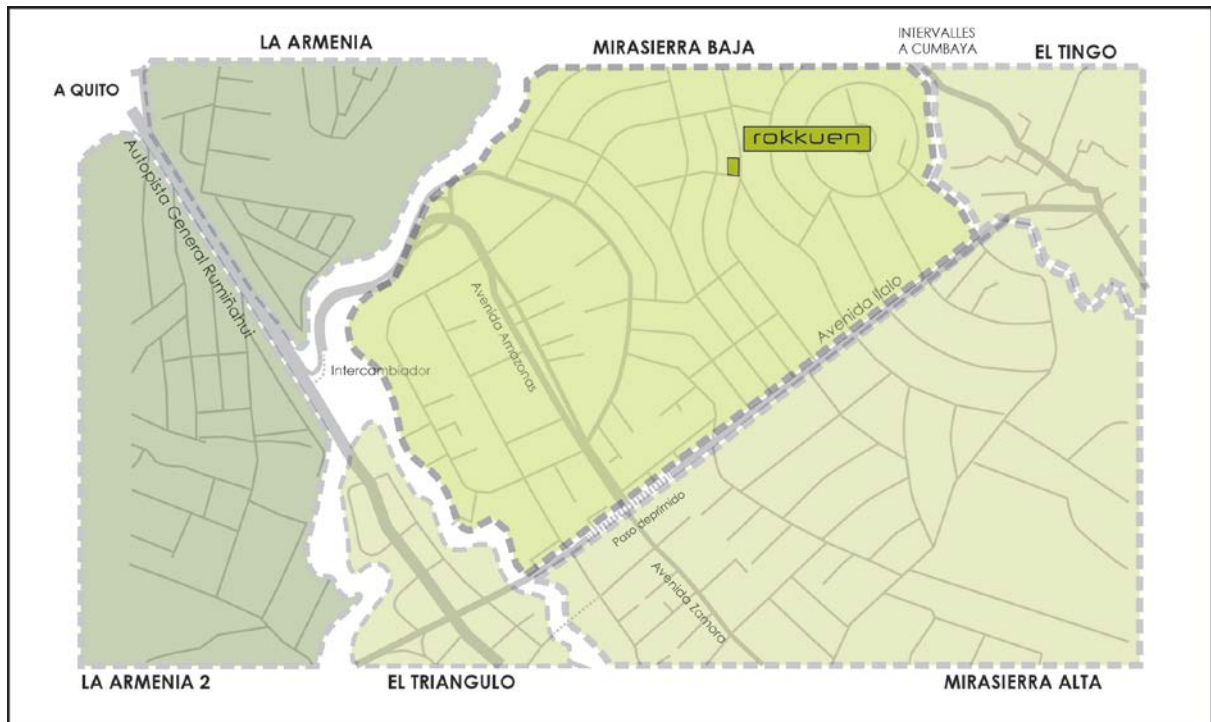 LA ARMENIA
MIRASIERRA BAJA
INTERVALLES
A CUMBAYA
EL TINGO
A QUITO
rokkuen
Autopista General Rumiñahui
Avenida Ilalo
Avenida Amazonas
Intercambiador
Paso deprimido
Avenida Zamora
LA ARMENIA 2
EL TRIANGULO
MIRASIERRA ALTA